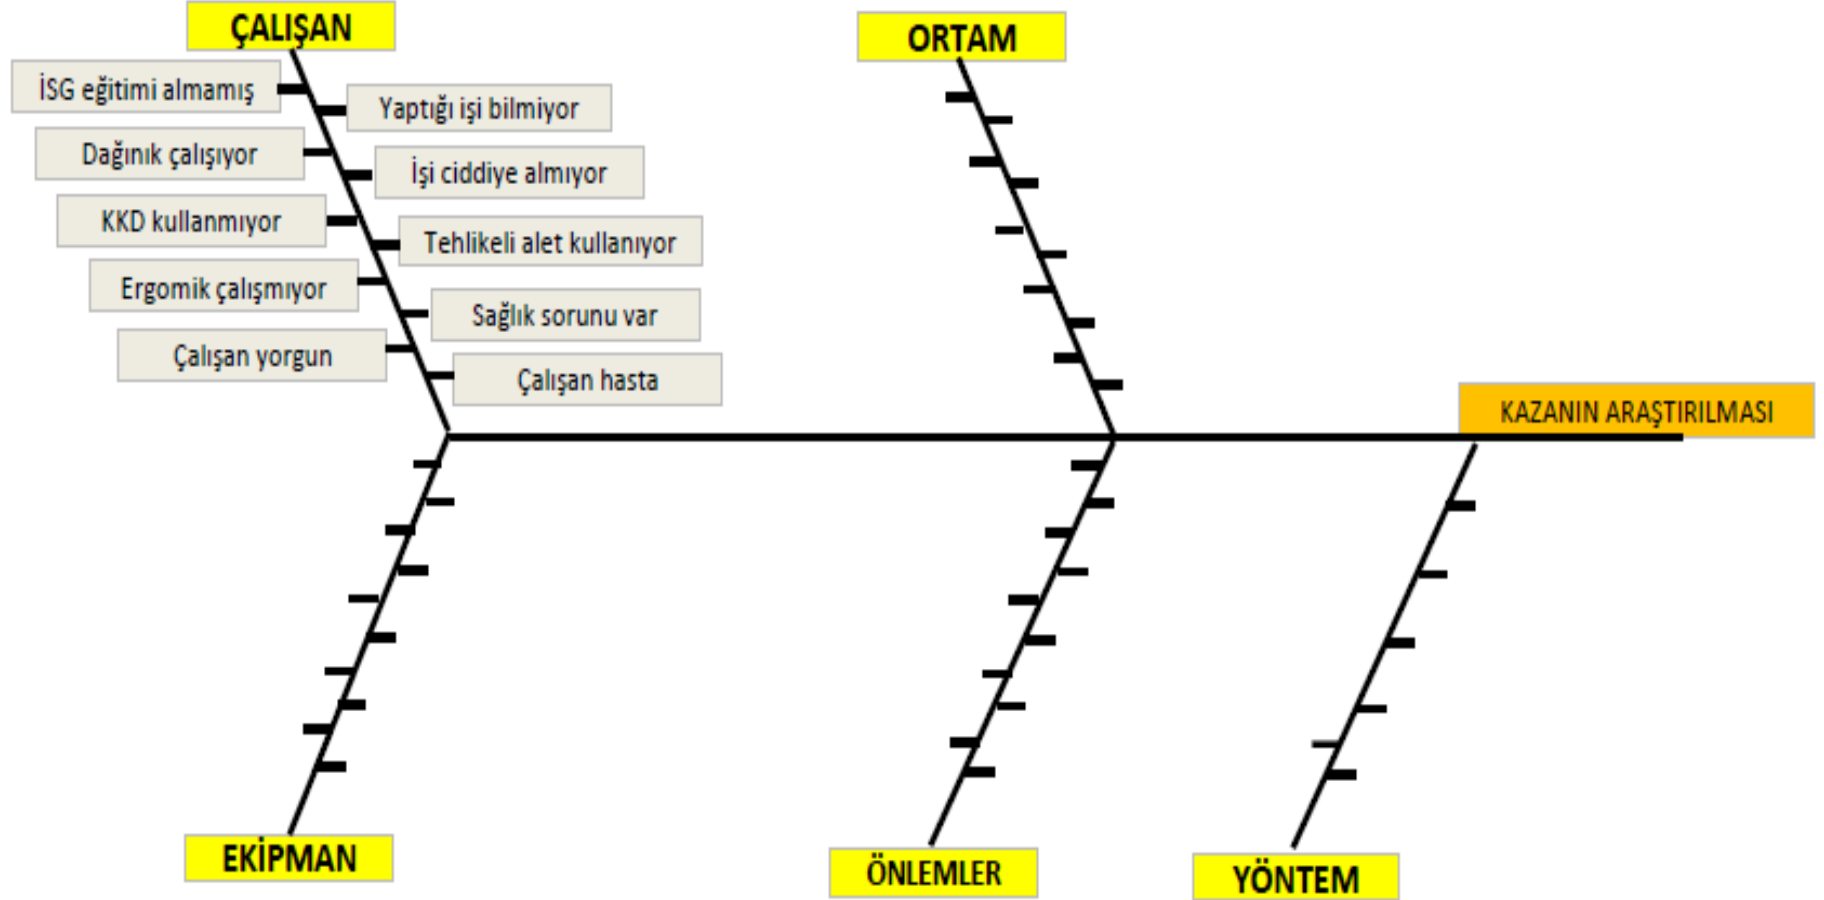 ÇALIŞAN
ORTAM
İSG eğitimi almamış
Yaptığı işi bilmiyor
Dağınık çalışıyor
İşi ciddiye almıyor
KKD kullanmıyor
Tehlikeli alet kullanıyor
Ergomik çalışmıyor
Sağlık sorunu var
Çalışan yorgun
Çalışan hasta
KAZANIN ARAŞTIRILMASI
EKİPMAN
ÖNLEMLER
YÖNTEM